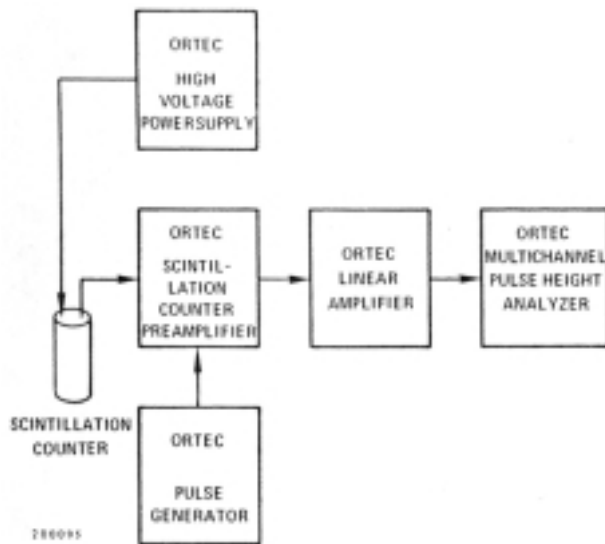 ORTEC
HIGH
VOLTAGE
POWERSUPPLY
ORTEC
SCINTIL-
LATION
COUNTER
PREAMPLIFIER
ORTEC
LINEAR
AMPLIFIER
ORTEC
MULTICHANNEL
PULSE HEIGHT
ANALYZER
SCINTILLATION
COUNTER
ORTEC
PULSE
GENERATOR